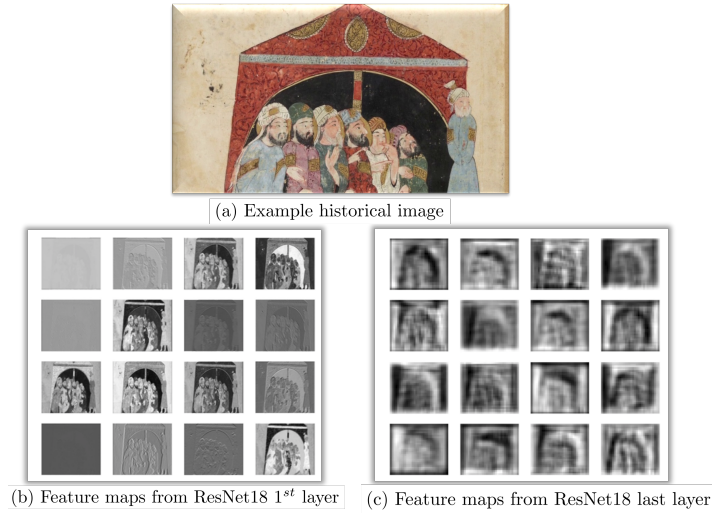 (a) Example historical image
(b) Feature maps from ResNet18 1st layer
(c) Feature maps from ResNet18 last layer